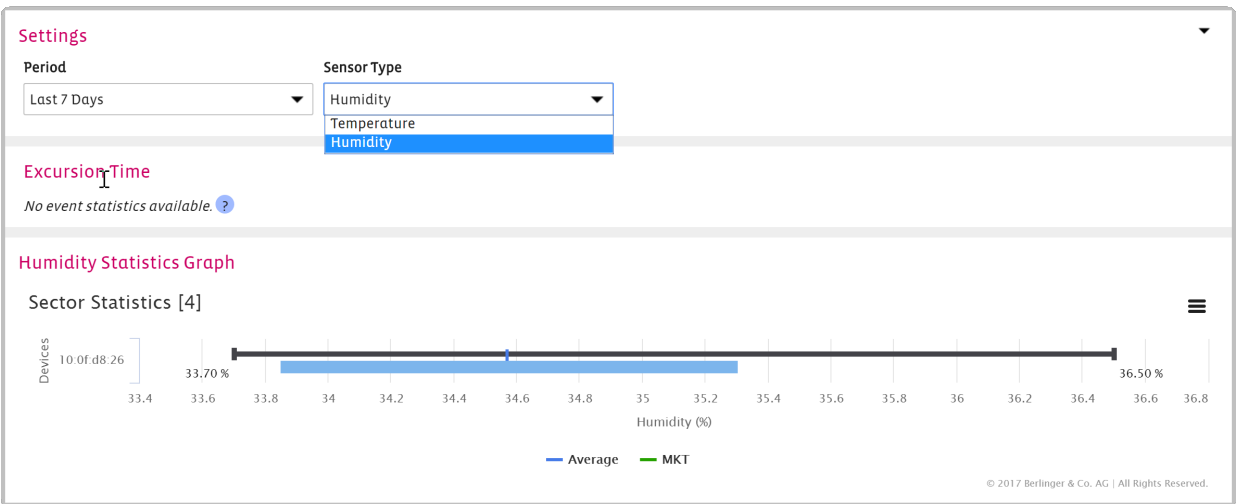 Settings
Period Sensor Type
Last 7 Days Humidity
Temperature
Humidity
Excursion Time
No event statistics available. ?
Humidity Statistics Graph
Sector Statistics [4]
Devices
10:0f:d8:26
33.70 % 36.50 %
33.4 33.6 33.8 34 34.2 34.4 34.6 34.8 35 35.2 35.4 35.6 35.8 36 36.2 36.4 36.6 36.8
Humidity (%)
Average MKT
© 2017 Berlinger & Co. AG | All Rights Reserved.